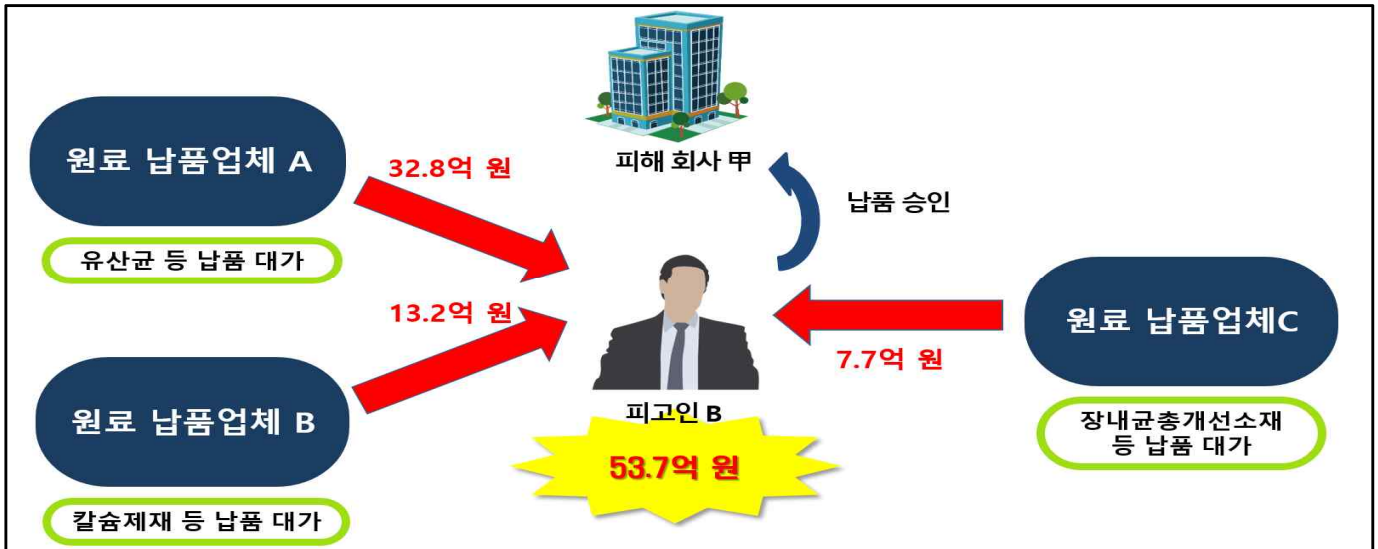 피해 회사 甲
원료 납품업체 A
32.8억 원
유산균 등 납품 대가
납품 승인
13.2억 원
원료 납품업체 B
칼슘제재 등 납품 대가
피고인 B
53.7억 원
7.7억 원
원료 납품업체C
장내균총개선소재
등 납품 대가